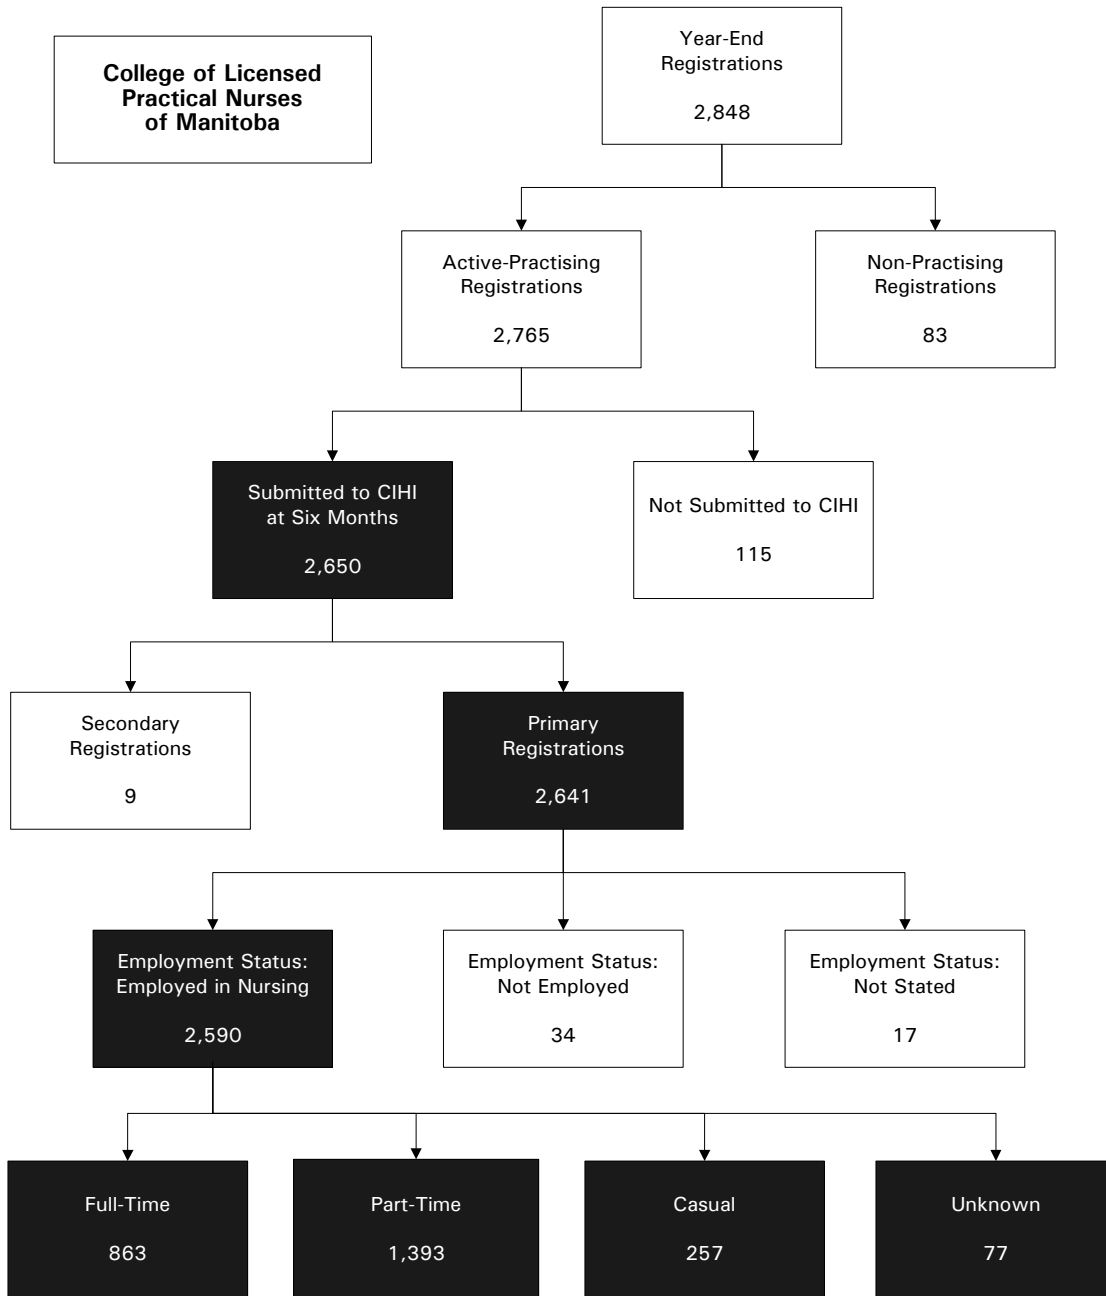 College of Licensed
Practical Nurses
of Manitoba
Year-End
Registrations
2,848
Active-Practising
Registrations
2,765
Non-Practising
Registrations
83
Submitted to CIHI
at Six Months
2,650
Not Submitted to CIHI
115
Secondary
Registrations
9
Primary
Registrations
2,641
Employment Status:
Employed in Nursing
2,590
Employment Status:
Not Employed
34
Employment Status:
Not Stated
17
Full-Time
863
Part-Time
1,393
Casual
257
Unknown
77